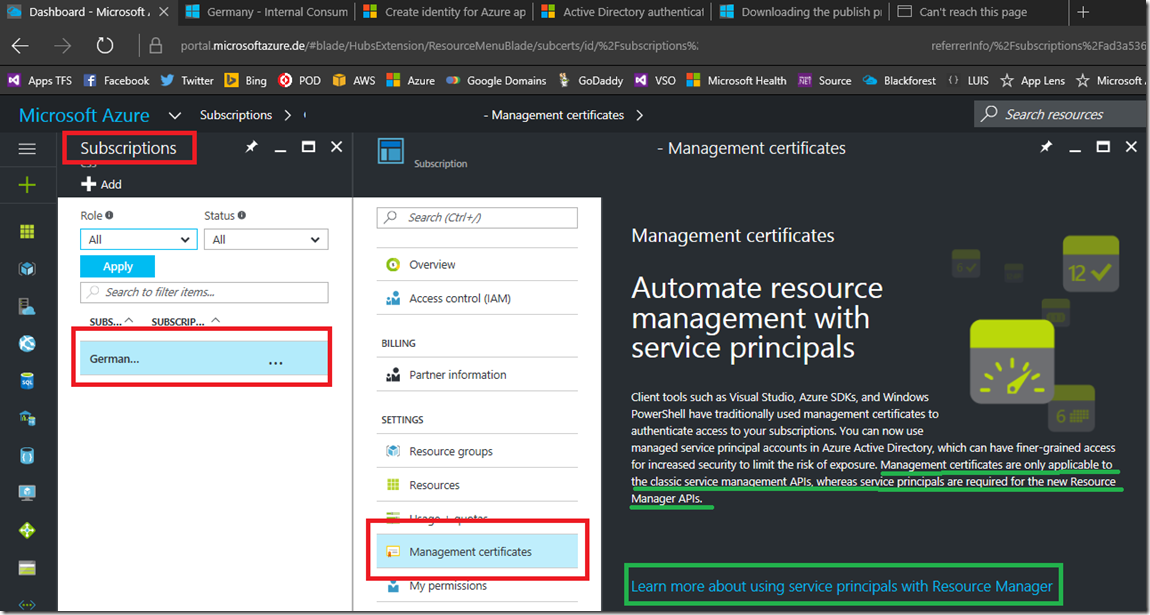 Dashboard - Microsoft A
Germany - Internal Consum
Create identity for Azure ap
Active Directory authenticat
Downloading the publish pr
Can't reach this page
portal.microsoftazure.de/#blade/HubsExtension/ResourceMenuBlade/subcerts/id/%2Fsubscriptions%
referrerInfo/%2Fsubscriptions%2Fad3a536
Apps TFS
Facebook
Twitter
Bing
POD
AWS
Azure
Google Domains
GoDaddy
VSO
Microsoft Health
Source
Blackforest
LUIS
App Lens
Microsoft
Microsoft Azure
Subscriptions
- Management certificates
Search resources
Subscriptions
Add
Role
Status
All
All
Apply
Search to filter items...
SUBS...
SUBSCRIP...
German...
...
Subscription
Search (Ctrl+/)
Overview
Access control (IAM)
BILLING
Partner information
SETTINGS
Resource groups
Resources
Usage + quotas
Management certificates
My permissions
- Management certificates
Management certificates
Automate resource
management with
service principals
12
6
6
Client tools such as Visual Studio, Azure SDKs, and Windows
PowerShell have traditionally used management certificates to
authenticate access to your subscriptions. You can now use
managed service principal accounts in Azure Active Directory, which can have finer-grained access
for increased security to limit the risk of exposure. Management certificates are only applicable to
the classic service management APIs, whereas service principals are required for the new Resource
Manager APIs.
Learn more about using service principals with Resource Manager